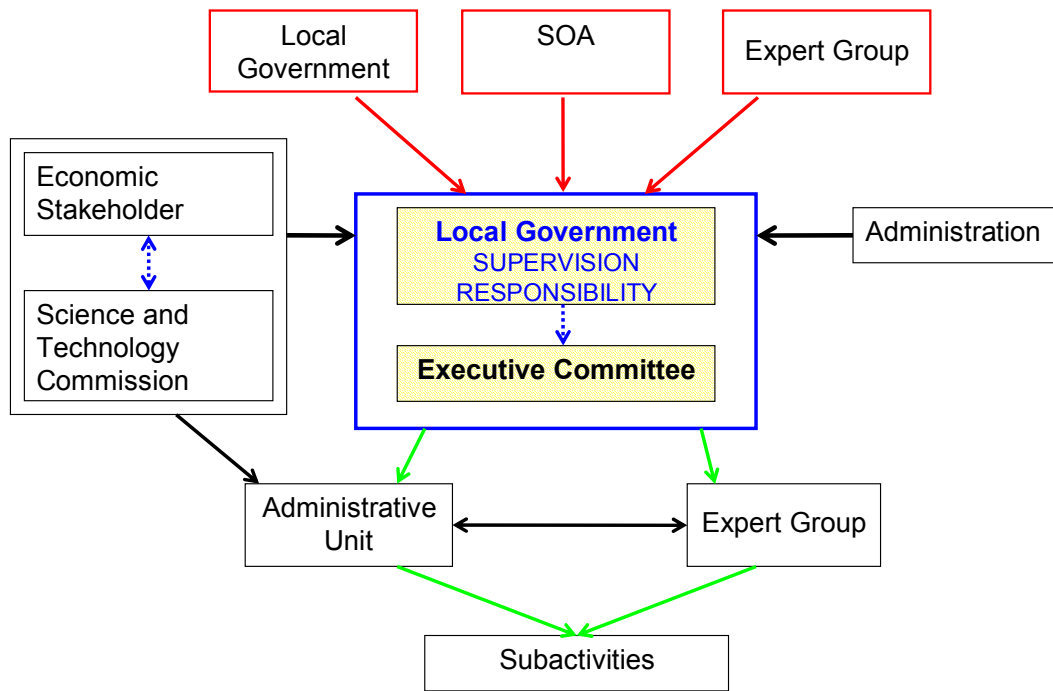 Local
Government
SOA
Expert Group
Economic
Stakeholder
Science and
Technology
Commission
Local Government
SUPERVISION
RESPONSIBILITY
Executive Committee
Administration
Administrative
Unit
Expert Group
Subactivities